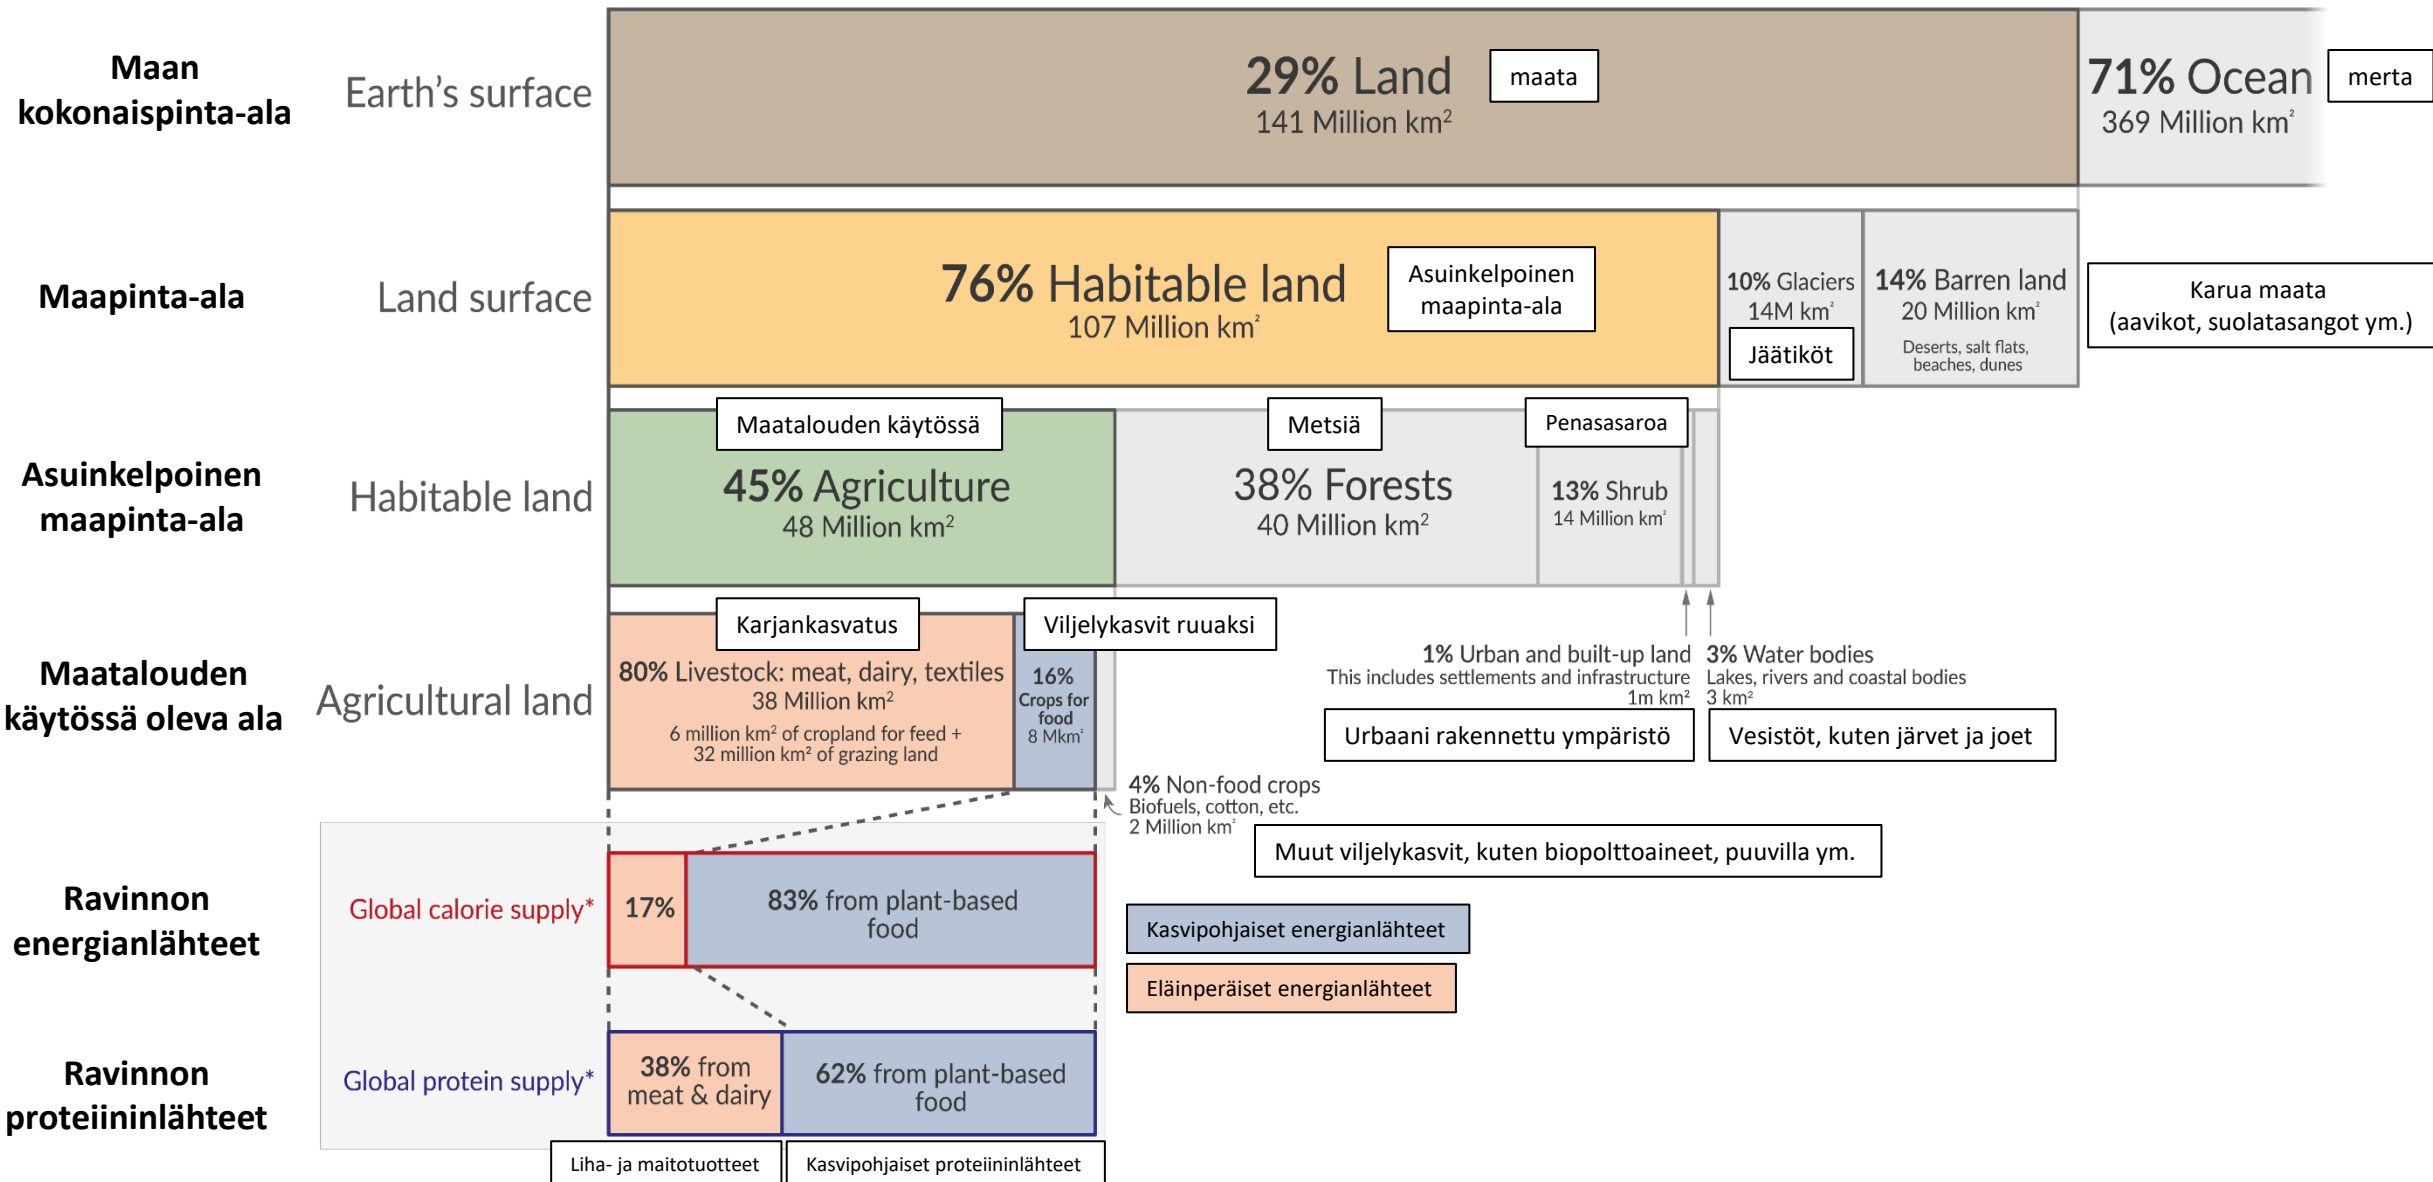 Maan
kokonaispinta-ala
Earth's surface
29% Land
141 Million km²
maata
71% Ocean
369 Million km²
merta
Maapinta-ala
Land surface
76% Habitable land
107 Million km²
Asuinkelpoinen
maapinta-ala
10% Glaciers
14M km²
Jäätiköt
14% Barren land
20 Million km²
Deserts, salt flats,
beaches, dunes
Karua maata
(aavikot, suolatasangot ym.)
Asuinkelpoinen
maapinta-ala
Habitable land
Maatalouden käytössä
45% Agriculture
48 Million km²
Metsiä
38% Forests
40 Million km²
Penasasaroa
13% Shrub
14 Million km²
Maatalouden
käytössä oleva ala
Agricultural land
Karjankasvatus
80% Livestock: meat, dairy, textiles
38 Million km²
6 million km² of cropland for feed +
32 million km² of grazing land
Viljelykasvit ruuaksi
16%
Crops for
food
8 Mkm²
1% Urban and built-up land
This includes settlements and infrastructure
1m km²
Urbaani rakennettu ympäristö
3% Water bodies
Lakes, rivers and coastal bodies
3 km²
Vesistöt, kuten järvet ja joet
4% Non-food crops
Biofuels, cotton, etc.
2 Million km²
Muut viljelykasvit, kuten biopolttoaineet, puuvilla ym.
Ravinnon
energianlähteet
Global calorie supply*
17%
83% from plant-based
food
Kasvipohjaiset energianlähteet
Eläinperäiset energianlähteet
Ravinnon
proteiininlähteet
Global protein supply*
38% from
meat & dairy
62% from plant-based
food
Liha- ja maitotuotteet
Kasvipohjaiset proteiininlähteet